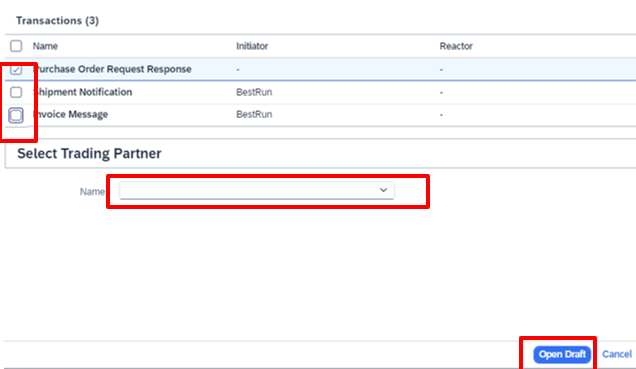 Transactions (3)
Name Initiator Reactor
Purchase Order Request Response - -
Shipment Notification BestRun -
Invoice Message BestRun -
Select Trading Partner
Name
Open Draft Cancel